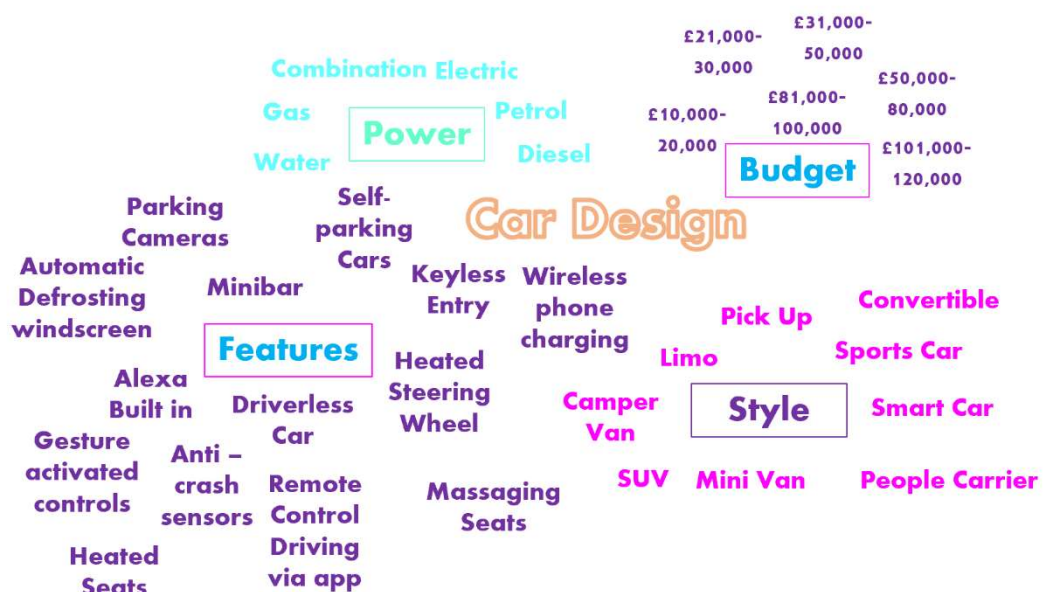 Car Design
Combination
Electric
Gas
Petrol
Power
Water
Diesel
£21,000-
30,000
£31,000-
50,000
£50,000-
80,000
£81,000-
100,000
£10,000-
20,000
£101,000-
120,000
Budget
Parking
Cameras
Self-
parking
Cars
Automatic
Defrosting
windscreen
Minibar
Keyless
Entry
Wireless
phone
charging
Features
Alexa
Built in
Driverless
Car
Heated
Steering
Wheel
Gesture
activated
controls
Anti –
crash
sensors
Remote
Control
Driving
via app
Massaging
Seats
Heated
Seats
Pick Up
Convertible
Limo
Sports Car
Camper
Van
Style
Smart Car
SUV
Mini Van
People Carrier